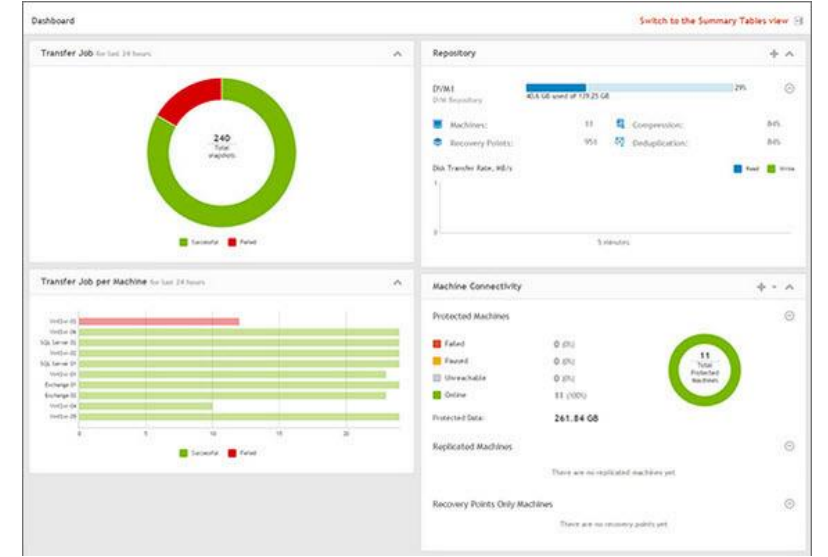 Dashboard
Switch to the Summary Tables view
Transfer Job for last 24 hours
240
Total
snapshots
Successful Failed
Repository
DVM1
DVM Repository
29%
40.6 GB used of 139.25 GB
Machines: 11
Compression: 84%
Recovery Points: 951
Deduplication: 84%
Disk Transfer Rate, MB/s
Read Write
1
0
5 minutes
Transfer Job per Machine for last 24 hours
SQL Server 01
Exchange 01
Exchange 02
0 5 10 15 20
Successful Failed
Machine Connectivity
Protected Machines
Failed 0 (0%)
Paused 0 (0%)
Unreachable 0 (0%)
Online 11 (100%)
11
Total
Protected
Machines
Protected Data: 261.84 GB
Replicated Machines
There are no replicated machines yet
Recovery Points Only Machines
There are no recovery points yet